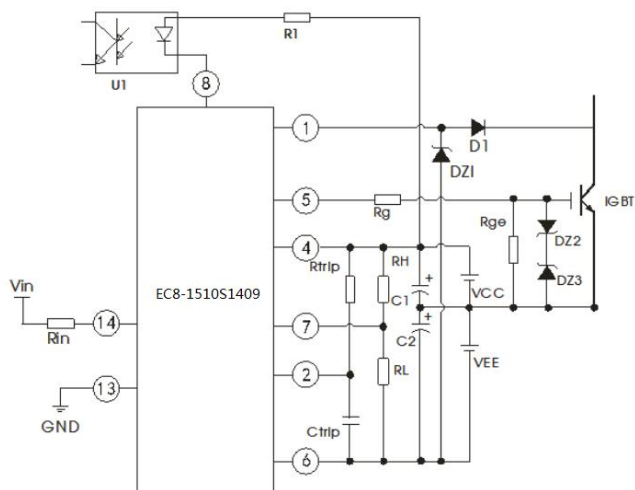 R1
U1
8
1
D1
DZ1
5
Rg
Rge
IGBT
DZ2
DZ3
4
Rtrip
RH
+
C1
VCC
EC8-1510S1409
Vin
14
Rin
7
+
C2
2
RL
VEE
13
GND
Ctrip
6